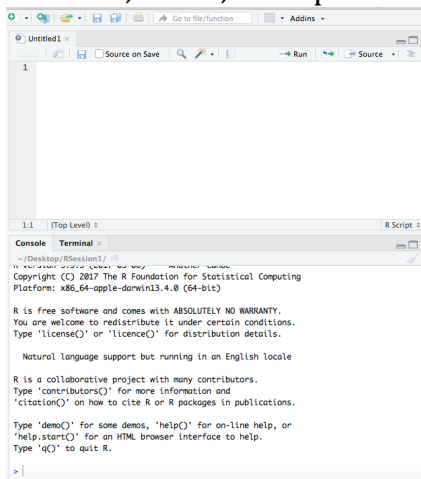 Go to file/function
Addins
Untitled1
Source on Save
Run
Source
1
1:1 (Top Level)
R Script
Console Terminal
~/Desktop/RSession1/
Copyright (C) 2017 The R Foundation for Statistical Computing
Platform: x86_64-apple-darwin13.4.0 (64-bit)
R is free software and comes with ABSOLUTELY NO WARRANTY.
You are welcome to redistribute it under certain conditions.
Type 'license()' or 'licence()' for distribution details.
Natural language support but running in an English locale
R is a collaborative project with many contributors.
Type 'contributors()' for more information and
'citation()' on how to cite R or R packages in publications.
Type 'demo()' for some demos, 'help()' for on-line help, or
'help.start()' for an HTML browser interface to help.
Type 'q()' to quit R.
>